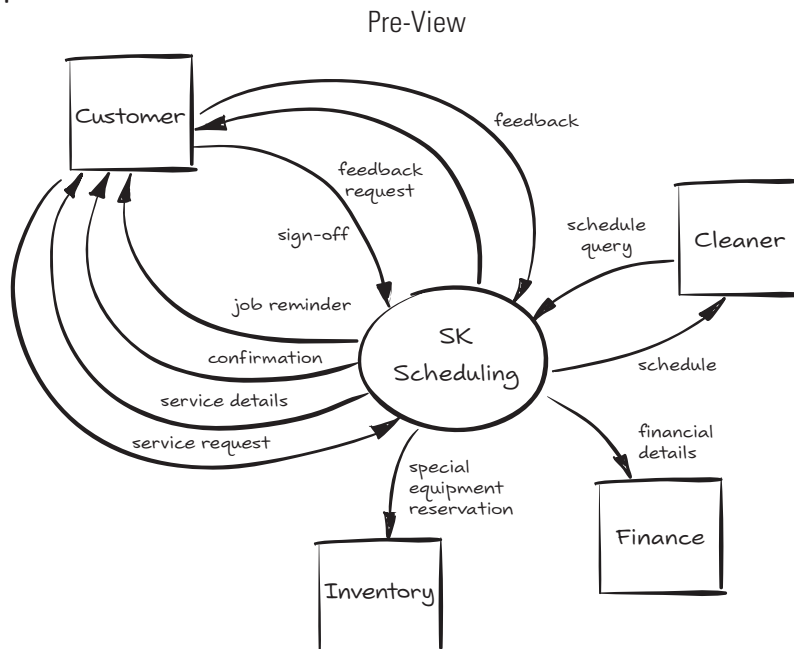 Pre-View
Customer
feedback
feedback
request
sign-off
schedule
query
Cleaner
job reminder
SK
Scheduling
confirmation
schedule
service details
service request
financial
details
special
equipment
reservation
Finance
Inventory